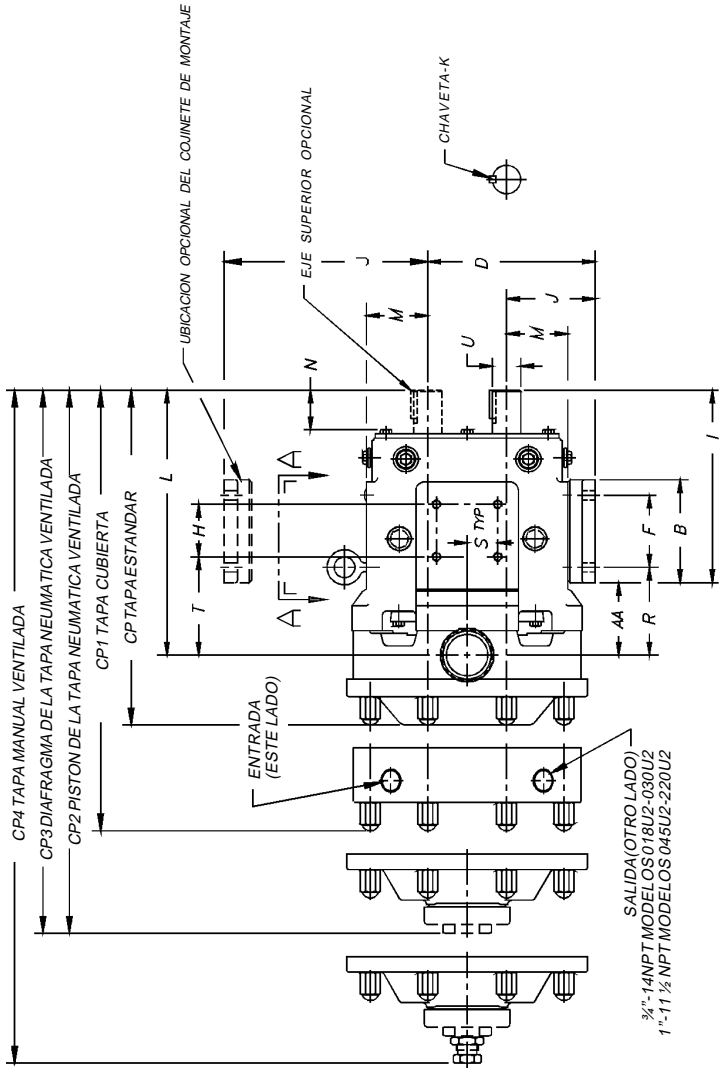 CP4 TAPA MANUAL VENTILADA
CP3 DIAFRAGMA DE LA TAPA NEUMATICA VENTILADA
CP2 PISTON DE LA TAPA NEUMATICA VENTILADA
CP1 TAPA CUBIERTA
CP TAPA ESTANDAR
L
T
H
N
A
A
UBICACION OPCIONAL DEL COJINETE DE MONTAJE
EJE SUPERIOR OPCIONAL
CHAVETA-K
J
M
D
U
M
J
S TYP
ENTRADA
(ESTE LADO)
SALIDA(OTRO LADO)
¾"-14NPT MODELOS 018U2-030U2
1"-11 ½ NPT MODELOS 045U2-220U2
AA
R
F
B
I